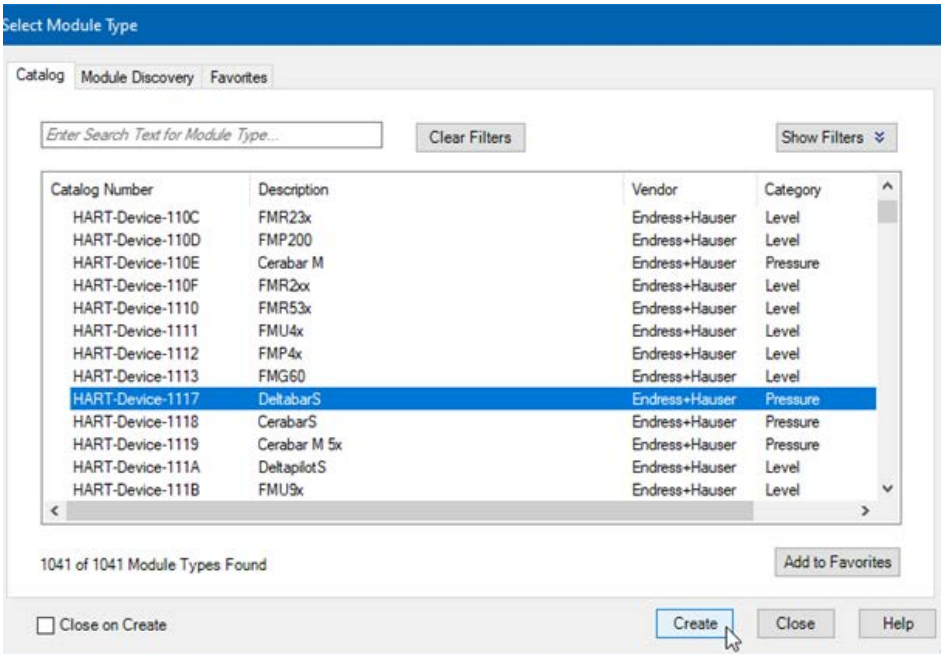 Select Module Type
Catalog Module Discovery Favorites
Enter Search Text for Module Type... Clear Filters Show Filters
Catalog Number Description Vendor Category
HART-Device-110C FMR23x Endress+Hauser Level
HART-Device-110D FMP200 Endress+Hauser Level
HART-Device-110E Cerabar M Endress+Hauser Pressure
HART-Device-110F FMR2xx Endress+Hauser Level
HART-Device-1110 FMR53x Endress+Hauser Level
HART-Device-1111 FMU4x Endress+Hauser Level
HART-Device-1112 FMP4x Endress+Hauser Level
HART-Device-1113 FMG60 Endress+Hauser Level
HART-Device-1117 DeltabarS Endress+Hauser Pressure
HART-Device-1118 CerabarS Endress+Hauser Pressure
HART-Device-1119 Cerabar M 5x Endress+Hauser Pressure
HART-Device-111A DeltapilotS Endress+Hauser Level
HART-Device-111B FMU9x Endress+Hauser Level
1041 of 1041 Module Types Found Add to Favorites
Close on Create Create Close Help